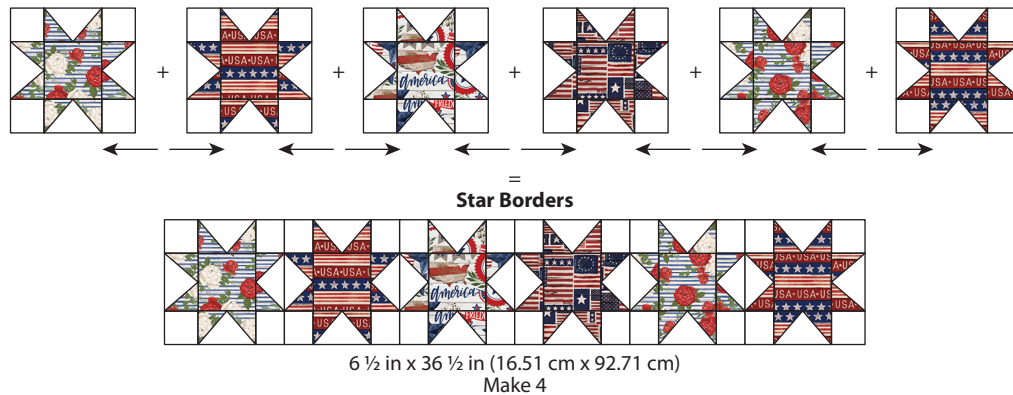 + + + + +
=
Star Borders
6 ½ in x 36 ½ in (16.51 cm x 92.71 cm)
Make 4